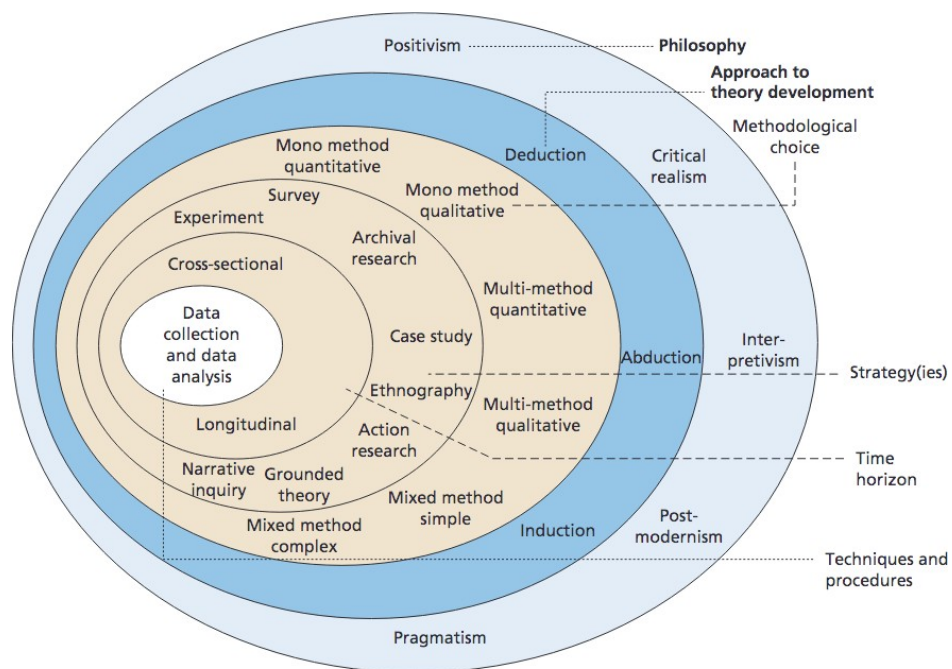 Positivism
Philosophy
Approach to
theory development
Methodological
choice
Mono method
quantitative
Deduction
Critical
realism
Survey
Mono method
qualitative
Experiment
Archival
research
Cross-sectional
Multi-method
quantitative
Data
collection
and data
analysis
Case study
Abduction
Inter-
pretivism
Strategy(ies)
Ethnography
Multi-method
qualitative
Longitudinal
Action
research
Time
horizon
Narrative
inquiry
Grounded
theory
Mixed method
simple
Mixed method
complex
Induction
Post-
modernism
Techniques and
procedures
Pragmatism